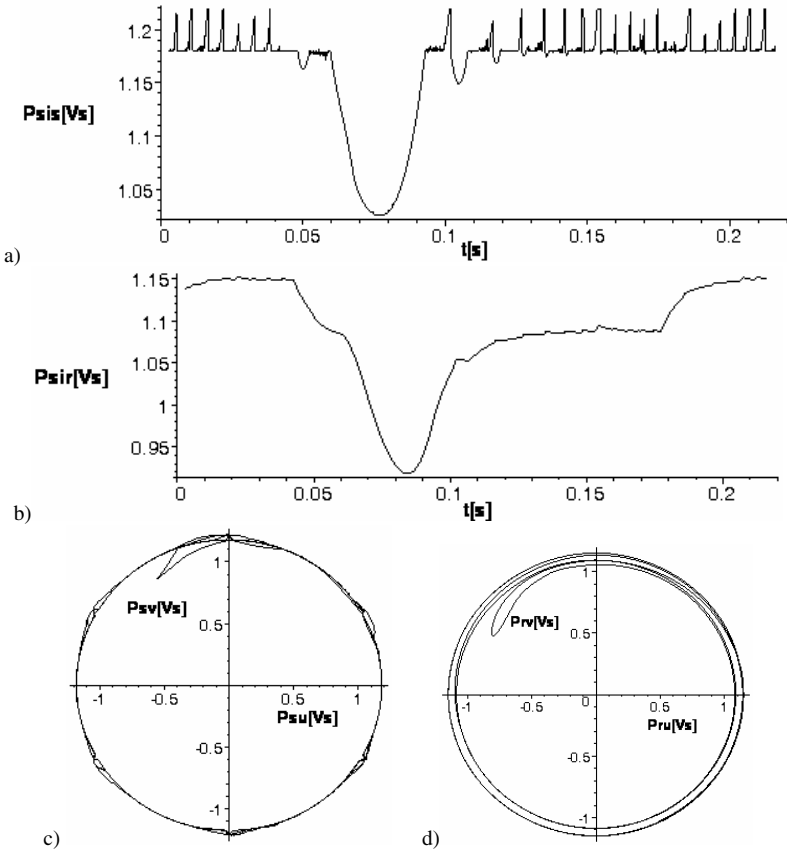 1.2
1.15
Psis[Vs]
1.1
1.05
0 0.05 0.1 0.15 0.2
t[s]
a)
1.15
1.1
1.05
Psir[Vs]
1
0.95
0 0.05 0.1 0.15 0.2
t[s]
b)
1
Psv[Vs]
0.5
-1 -0.5 0 0.5 1
Psu[Vs]
-0.5
-1
c)
1
Prv[Vs]
0.5
-1 -0.5 0 0.5 1
Pru[Vs]
-0.5
-1
d)